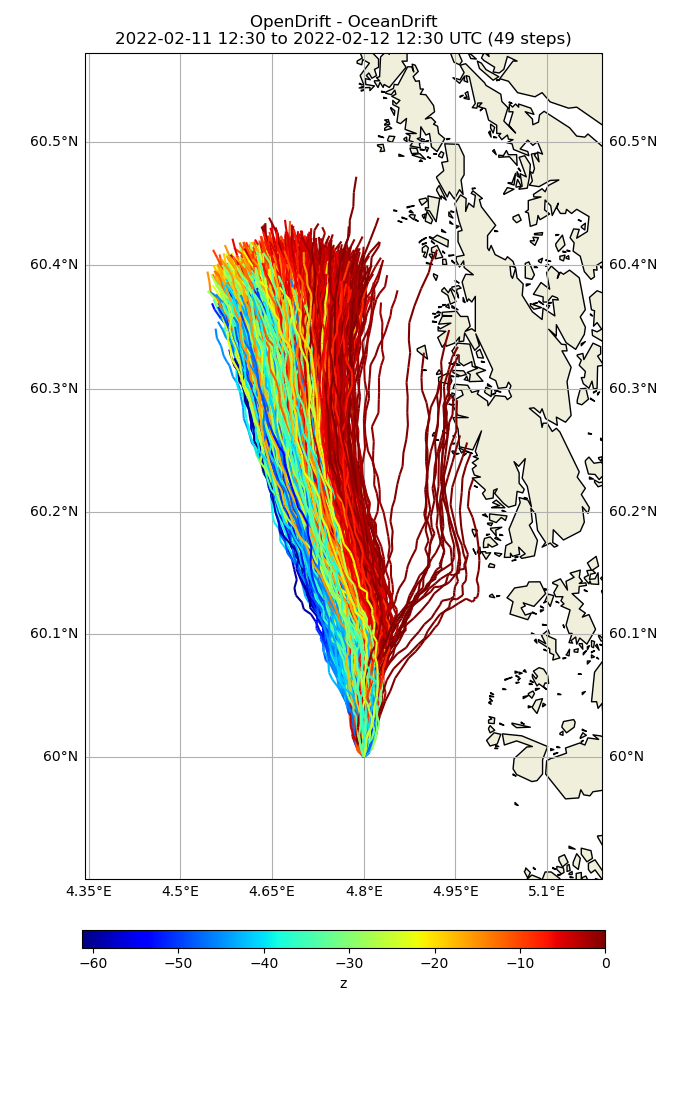 OpenDrift - OceanDrift
2022-02-11 12:30 to 2022-02-12 12:30 UTC (49 steps)
60.5°N 60.5°N
60.4°N 60.4°N
60.3°N 60.3°N
60.2°N 60.2°N
60.1°N 60.1°N
60°N 60°N
4.35°E 4.5°E 4.65°E 4.8°E 4.95°E 5.1°E
−60 −50 −40 −30 −20 −10 0
z